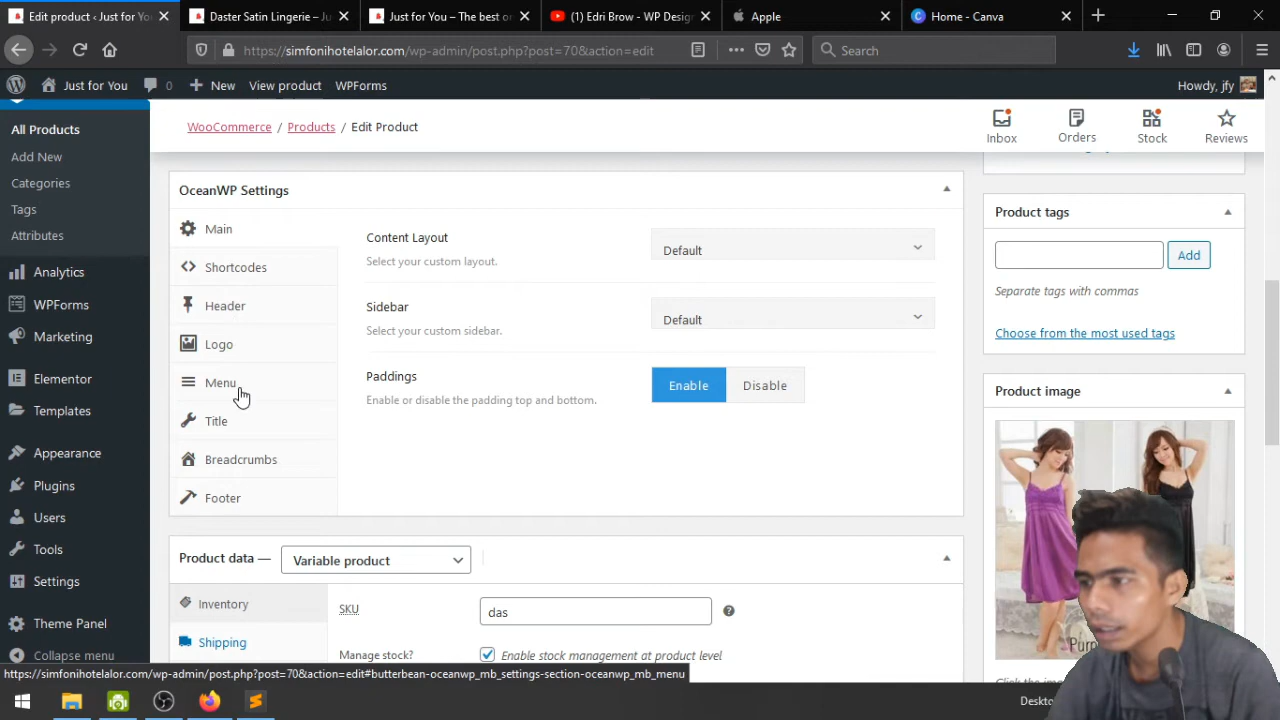 Edit product ‹ Just for You
Daster Satin Lingerie – Ju
Just for You – The best or
(1) Edri Brow - WP Desig
Apple
Home - Canva
https://simfonihotelalor.com/wp-admin/post.php?post=70&action=edit
Search
Just for You
0
New
View product
WPForms
Howdy, jfy
All Products
Add New
Categories
Tags
Attributes
Analytics
WPForms
Marketing
Elementor
Templates
Appearance
Plugins
Users
Tools
Settings
Theme Panel
Collapse menu
WooCommerce / Products / Edit Product
Inbox
Orders
Stock
Reviews
OceanWP Settings
Main
Shortcodes
Header
Logo
Menu
Title
Breadcrumbs
Footer
Content Layout
Select your custom layout.
Default
Sidebar
Select your custom sidebar.
Default
Paddings
Enable or disable the padding top and bottom.
Enable
Disable
Product data —
Variable product
Inventory
Shipping
SKU
das
Manage stock?
Enable stock management at product level
Product tags
Add
Separate tags with commas
Choose from the most used tags
Product image
https://simfonihotelalor.com/wp-admin/post.php?post=70&action=edit#butterbean-oceanwp_mb_settings-section-oceanwp_mb_menu